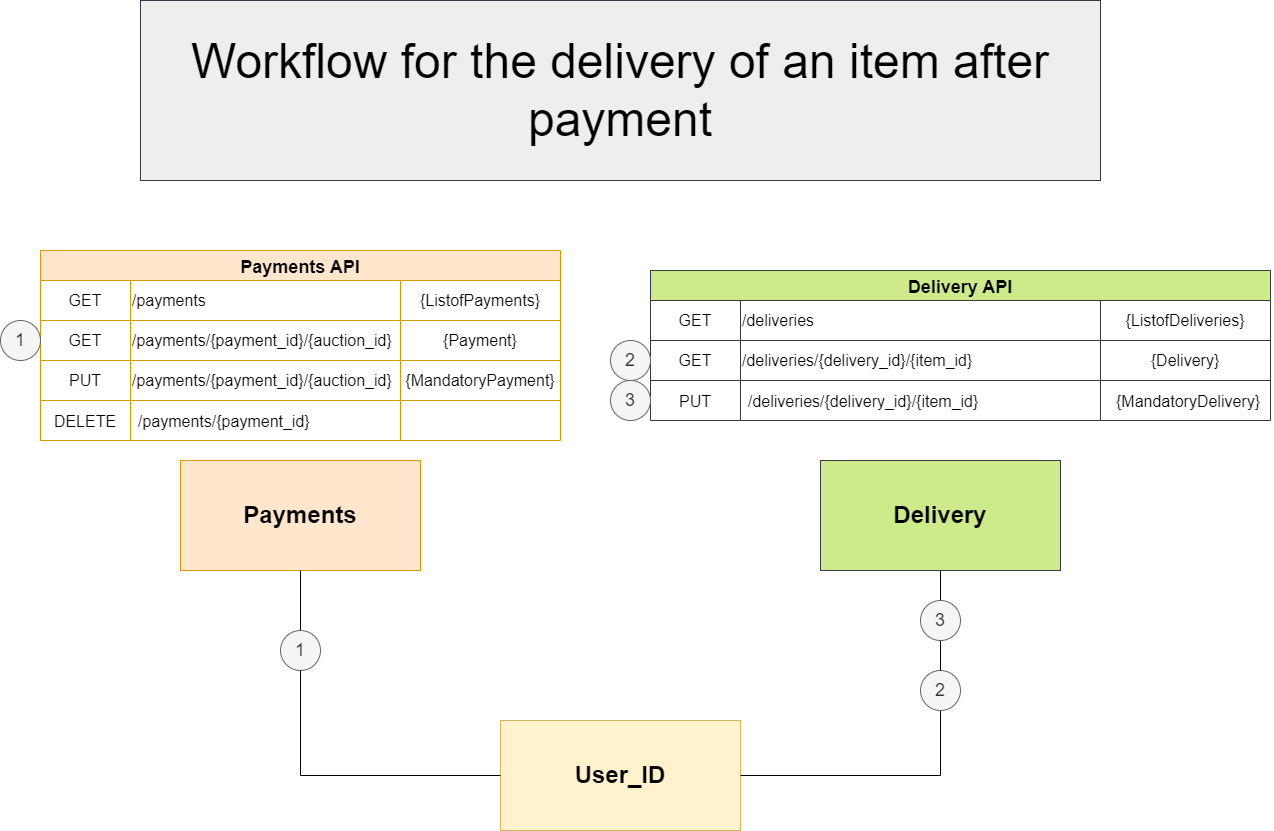 Workflow for the delivery of an item after
payment
Payments API
GET /payments {ListofPayments}
1 GET /payments/{payment_id}/{auction_id} {Payment}
PUT /payments/{payment_id}/{auction_id} {MandatoryPayment}
DELETE /payments/{payment_id}
Delivery API
GET /deliveries {ListofDeliveries}
2 GET /deliveries/{delivery_id}/{item_id} {Delivery}
3 PUT /deliveries/{delivery_id}/{item_id} {MandatoryDelivery}
Payments
Delivery
1
3
2
User_ID